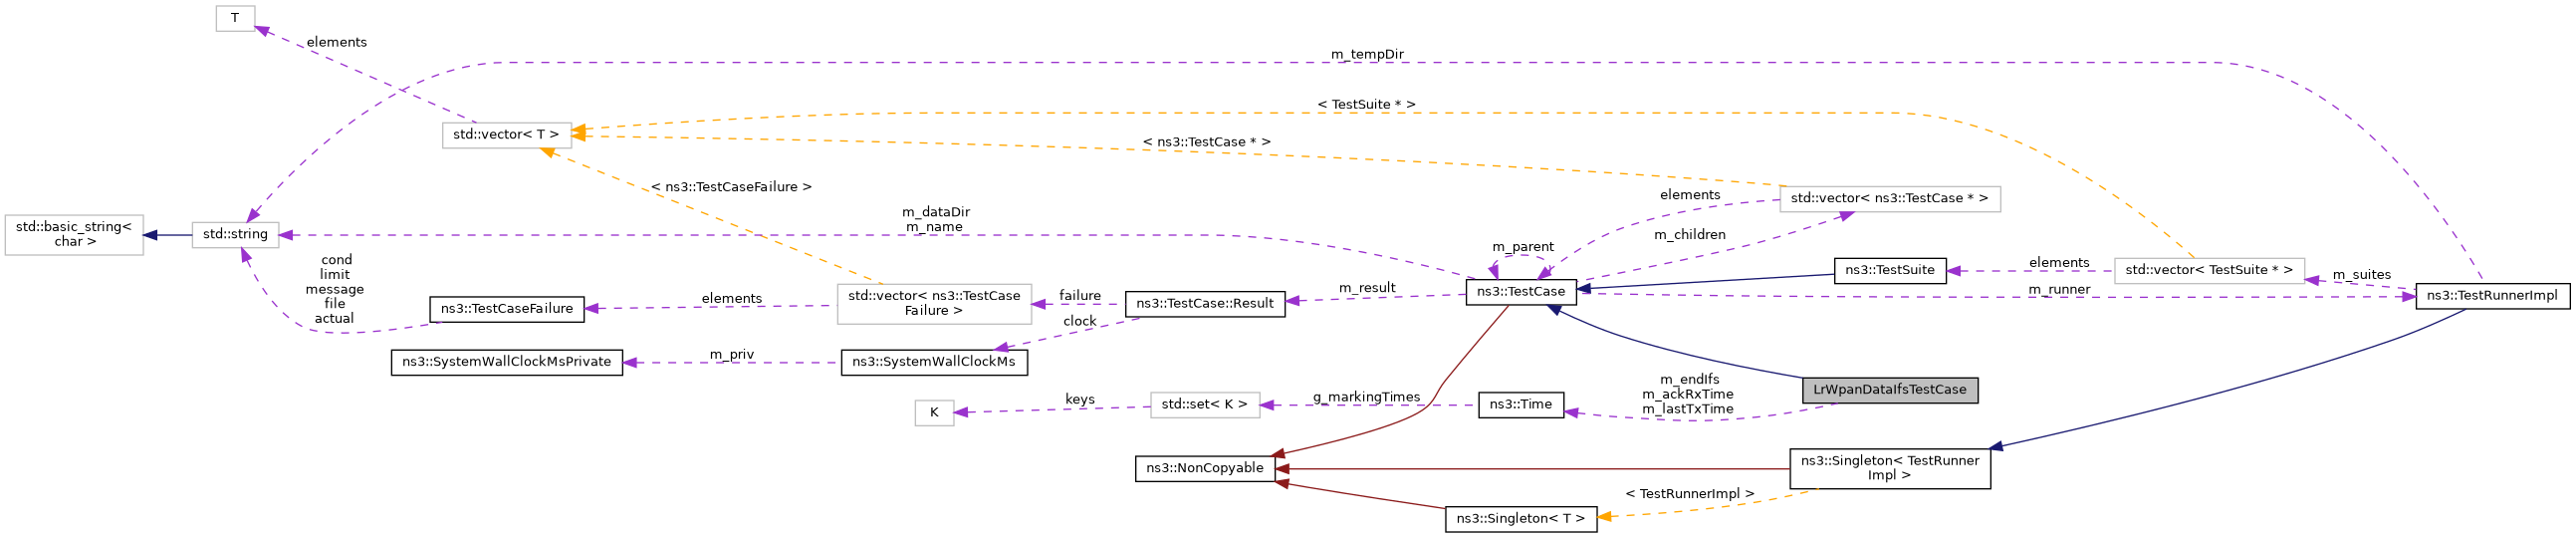 T
elements
m_tempDir
< TestSuite * >
std::vector< T >
< ns3::TestCase * >
< ns3::TestCaseFailure >
elements
std::vector< ns3::TestCase * >
std::basic_string<
char >
std::string
m_dataDir
m_name
m_children
m_parent
cond
limit
message
file
actual
ns3::TestCaseFailure
elements
std::vector< ns3::TestCase
Failure >
failure
clock
ns3::TestCase::Result
m_result
ns3::TestCase
ns3::TestSuite
elements
std::vector< TestSuite * >
m_suites
m_runner
ns3::TestRunnerImpl
ns3::SystemWallClockMsPrivate
m_priv
ns3::SystemWallClockMs
K
keys
std::set< K >
g_markingTimes
ns3::Time
m_endIfs
m_ackRxTime
m_lastTxTime
LrWpanDataIfsTestCase
ns3::NonCopyable
ns3::Singleton< TestRunner
Impl >
< TestRunnerImpl >
ns3::Singleton< T >